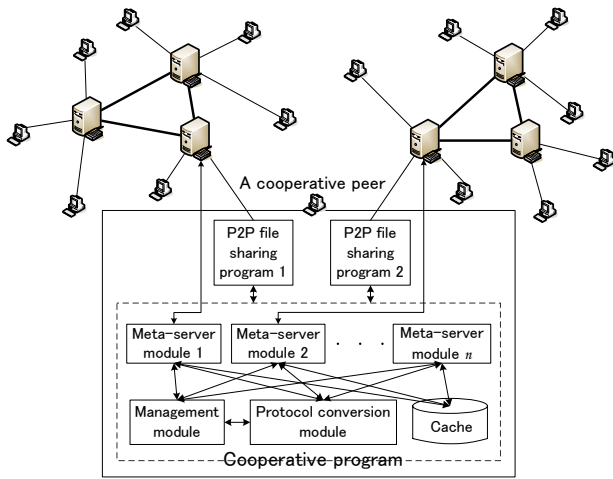 A cooperative peer
P2P file
sharing
program 1
P2P file
sharing
program 2
Meta-server
module 1
Meta-server
module 2
. . .
Meta-server
module n
Management
module
Protocol conversion
module
Cache
Cooperative program